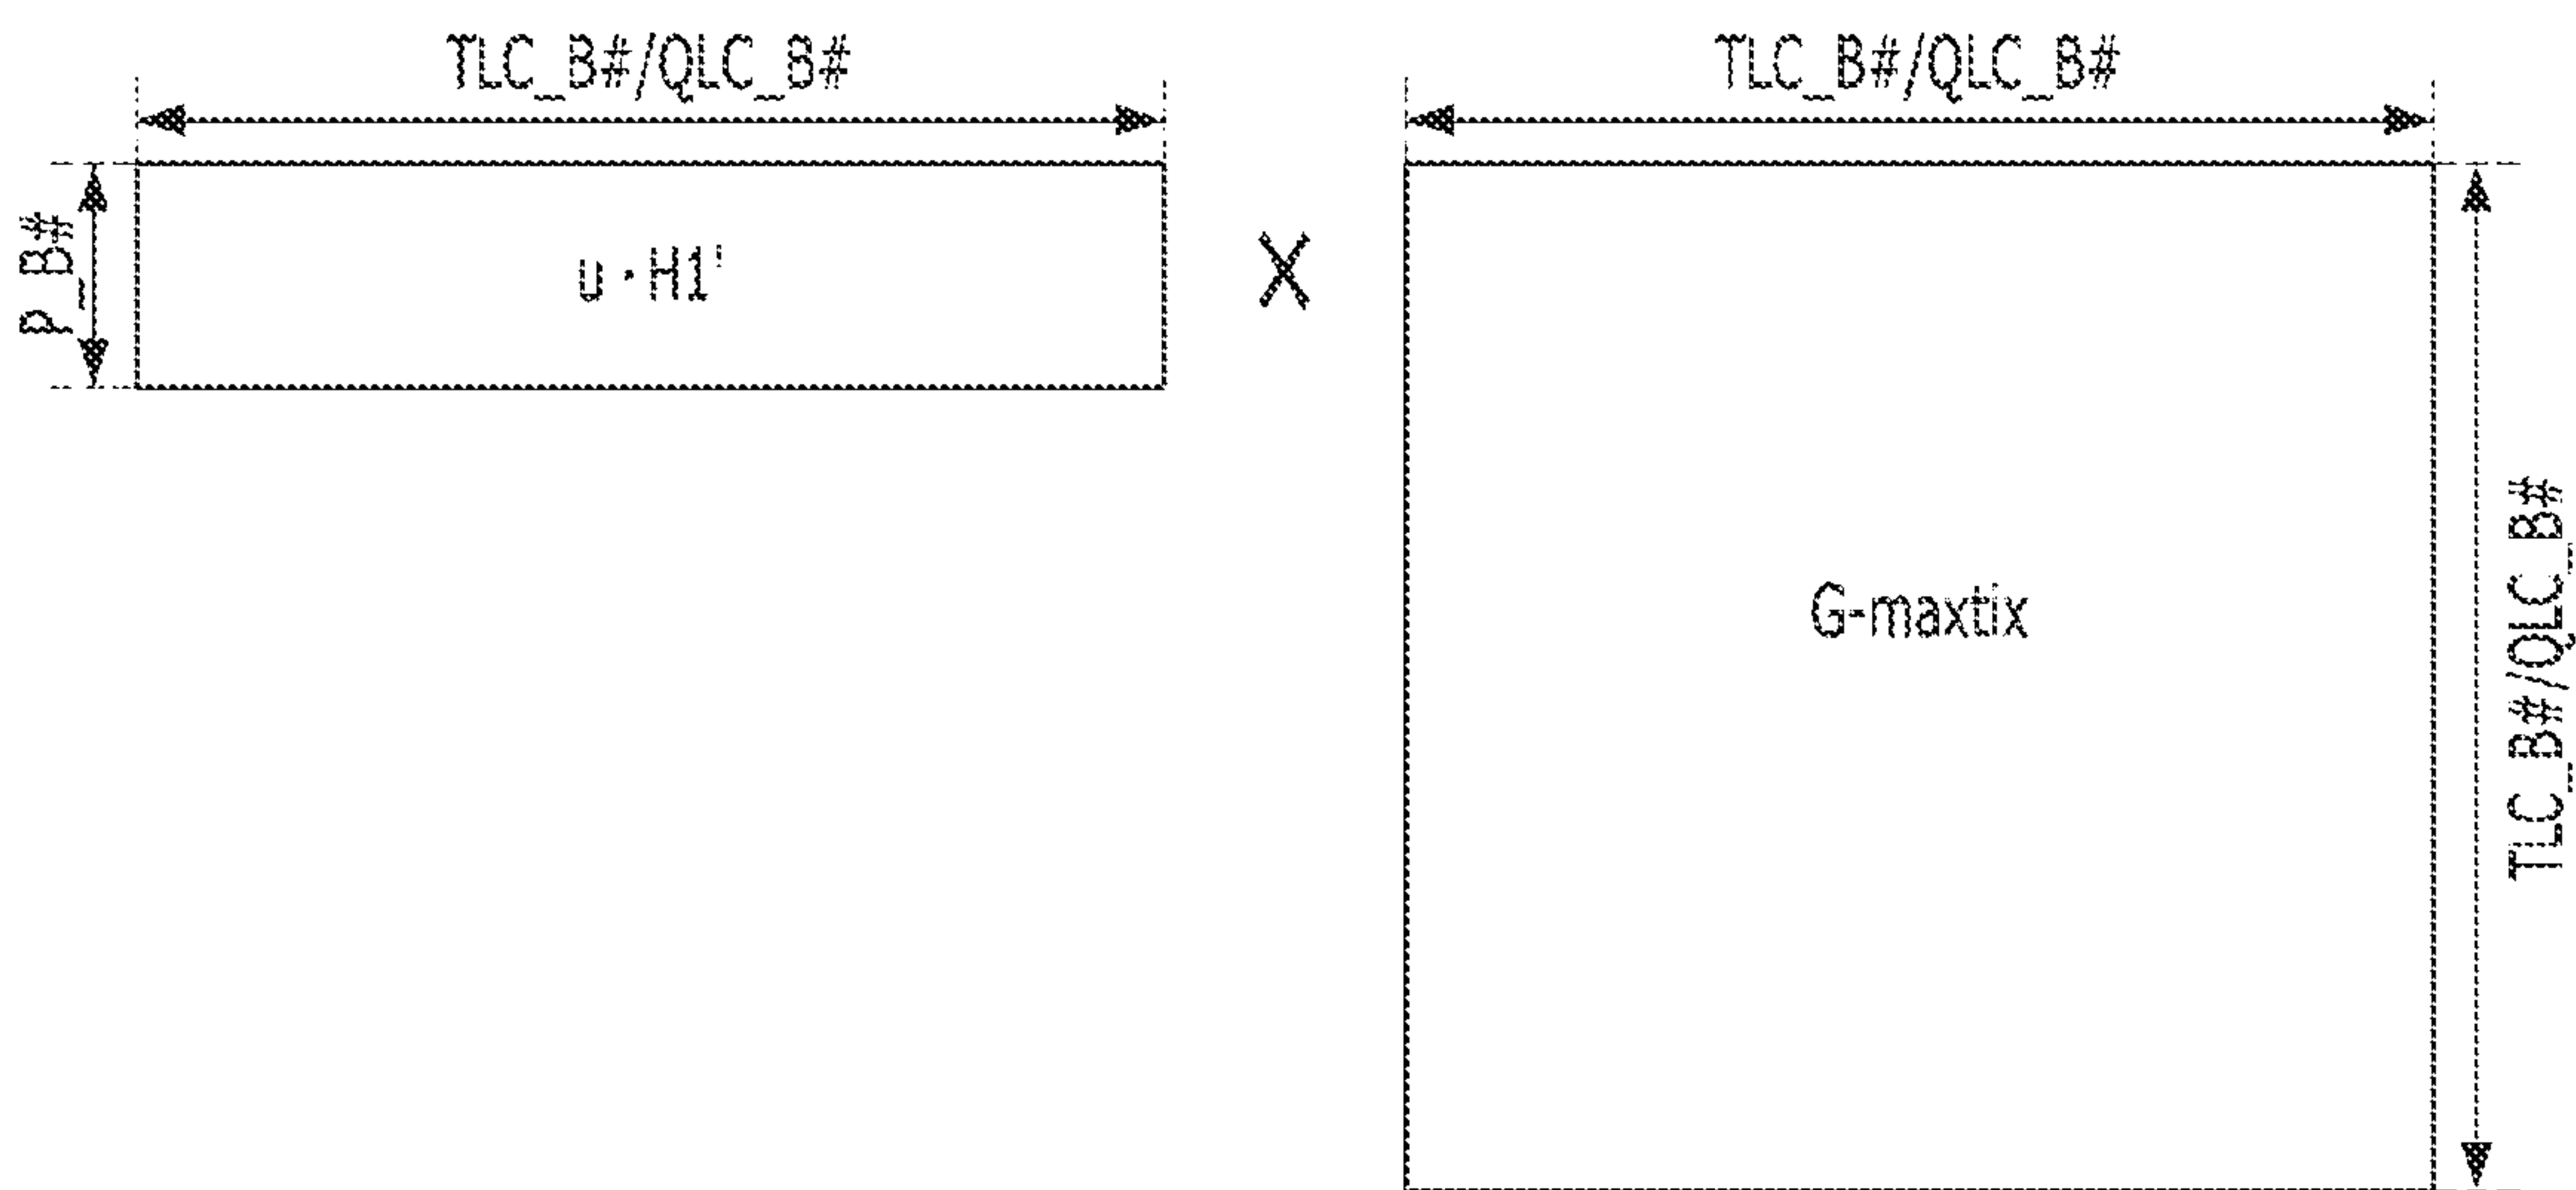 TLC_B#/QLC_B#
TLC_B#/QLC_B#
P_B#
u · H1'
X
G-maxtix
TLC_B#/QLC_B#